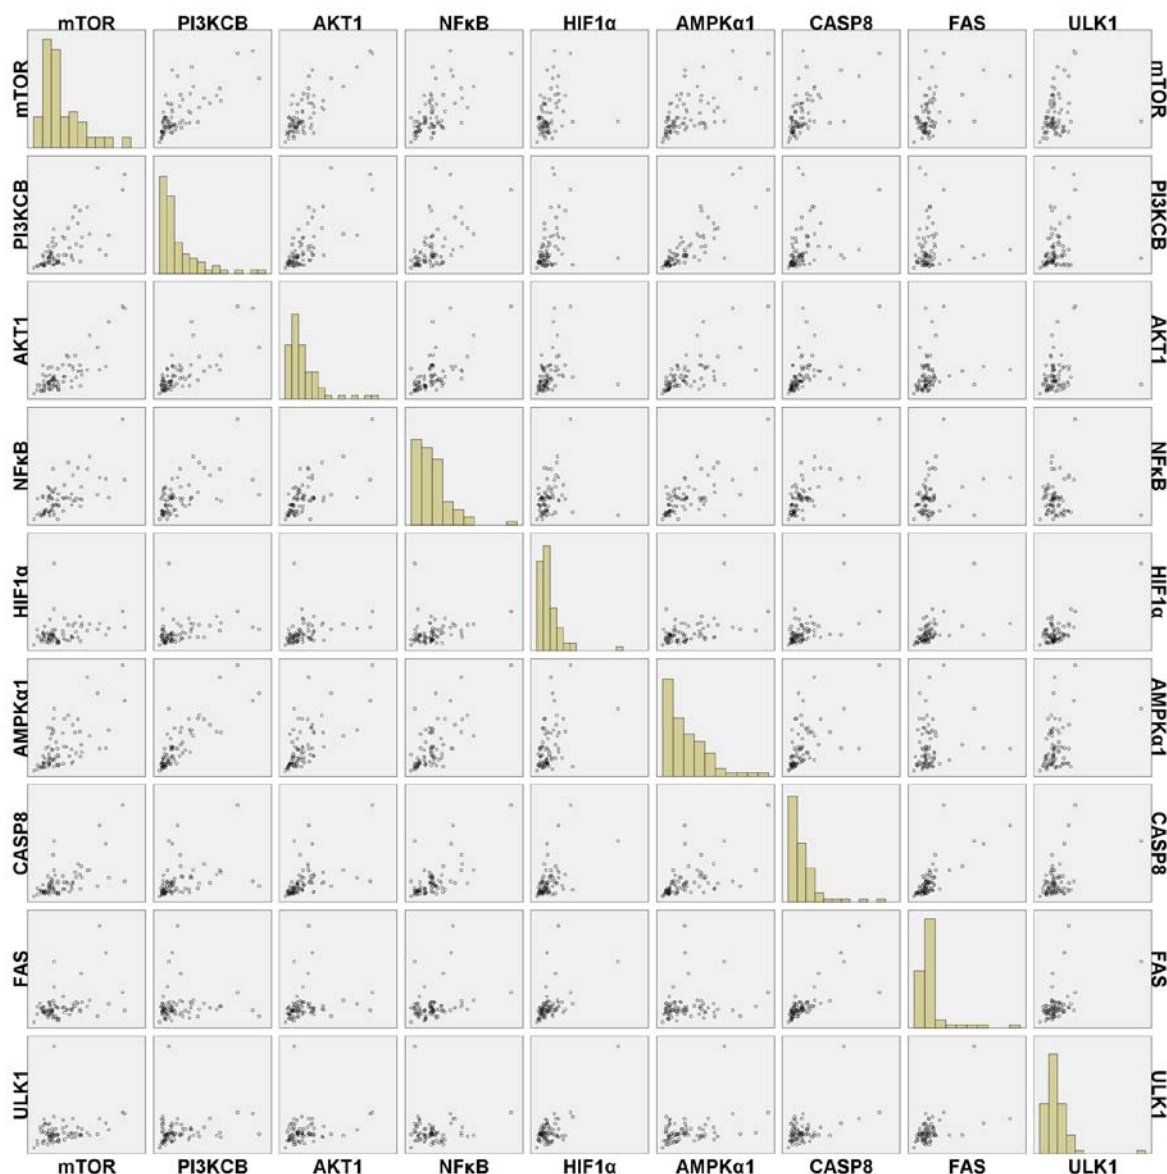 mTOR PI3KCB AKT1 NFκB HIF1α AMPKα1 CASP8 FAS ULK1
mTOR mTOR
PI3KCB PI3KCB
AKT1 AKT1
NFκB NFκB
HIF1α HIF1α
AMPKα1 AMPKα1
CASP8 CASP8
FAS FAS
ULK1 ULK1
mTOR PI3KCB AKT1 NFκB HIF1α AMPKα1 CASP8 FAS ULK1